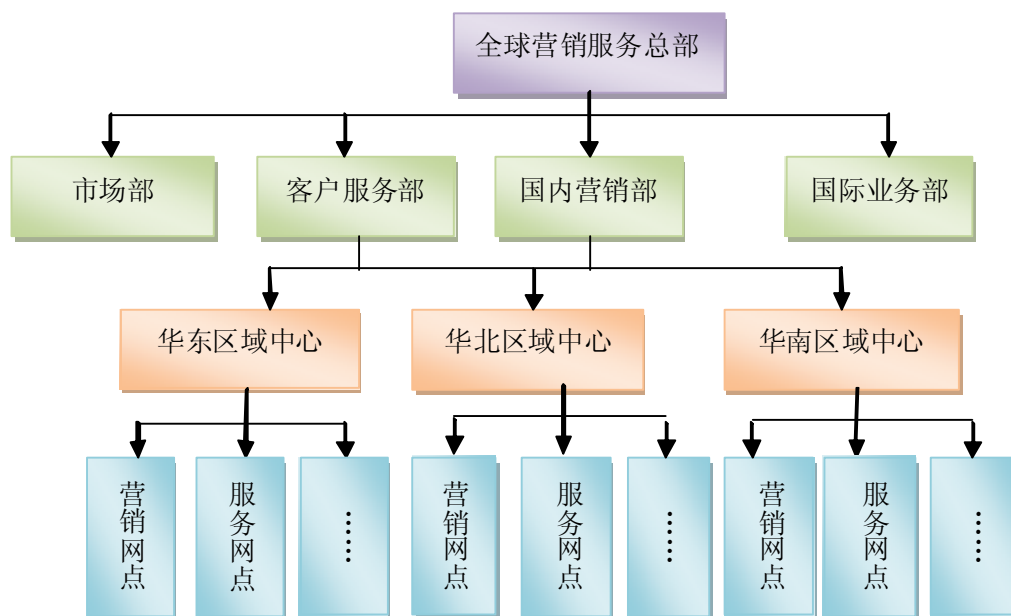 全球营销服务总部
市场部
客户服务部
国内营销部
国际业务部
华东区域中心
华北区域中心
华南区域中心
营销网点
服务网点
……
营销网点
服务网点
……
营销网点
服务网点
……